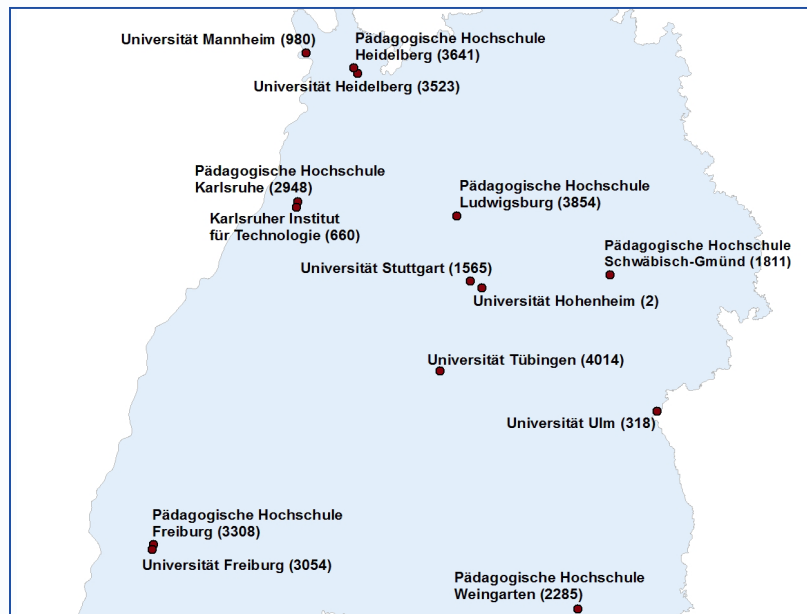 Universität Mannheim (980)
Pädagogische Hochschule
Heidelberg (3641)
Universität Heidelberg (3523)
Pädagogische Hochschule
Karlsruhe (2948)
Karlsruher Institut
für Technologie (660)
Pädagogische Hochschule
Ludwigsburg (3854)
Pädagogische Hochschule
Schwäbisch-Gmünd (1811)
Universität Stuttgart (1565)
Universität Hohenheim (2)
Universität Tübingen (4014)
Universität Ulm (318)
Pädagogische Hochschule
Freiburg (3308)
Universität Freiburg (3054)
Pädagogische Hochschule
Weingarten (2285)